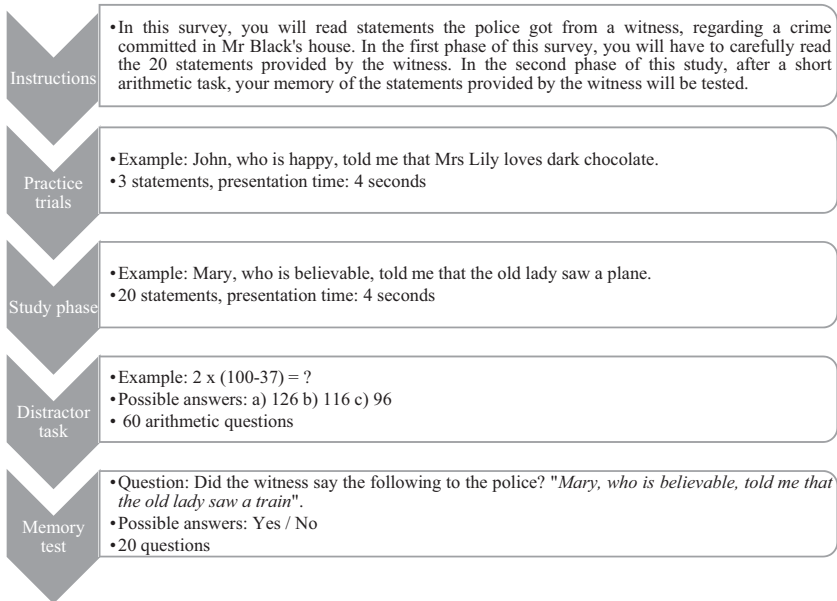 Instructions
•In this survey, you will read statements the police got from a witness, regarding a crime
committed in Mr Black's house. In the first phase of this survey, you will have to carefully read
the 20 statements provided by the witness. In the second phase of this study, after a short
arithmetic task, your memory of the statements provided by the witness will be tested.
Practice
trials
•Example: John, who is happy, told me that Mrs Lily loves dark chocolate.
•3 statements, presentation time: 4 seconds
Study phase
•Example: Mary, who is believable, told me that the old lady saw a plane.
•20 statements, presentation time: 4 seconds
Distractor
task
•Example: 2 x (100-37) = ?
•Possible answers: a) 126 b) 116 c) 96
• 60 arithmetic questions
Memory
test
•Question: Did the witness say the following to the police? "Mary, who is believable, told me that
the old lady saw a train".
•Possible answers: Yes / No
•20 questions